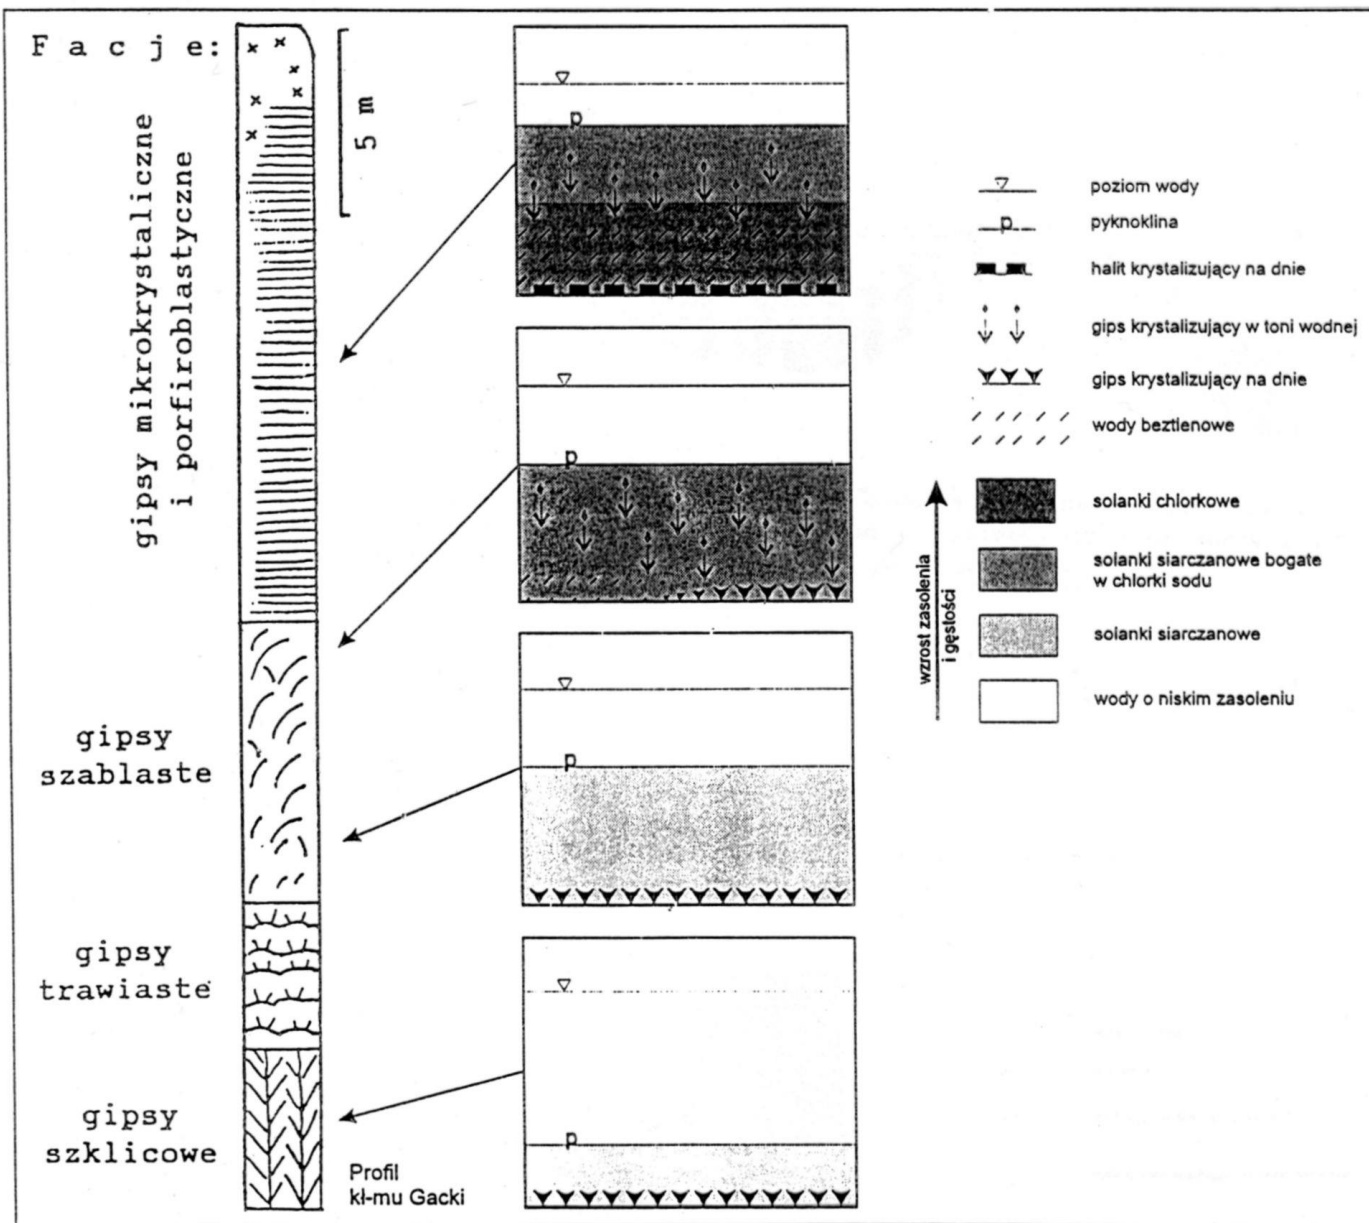 F a c j e:
5 m
gipsy mikrokrystaliczne
i porfiroblastyczne
gipsy
szablaste
gipsy
trawiaste
gipsy
szklicowe
Profil
kł-mu Gacki
p
p
p
p
poziom wody
p
pyknoklina
halit krystalizujący na dnie
gips krystalizujący w toni wodnej
gips krystalizujący na dnie
wody beztlenowe
wzrost zasolenia
i gęstości
solanki chlorkowe
solanki siarczanowe bogate
w chlorki sodu
solanki siarczanowe
wody o niskim zasoleniu